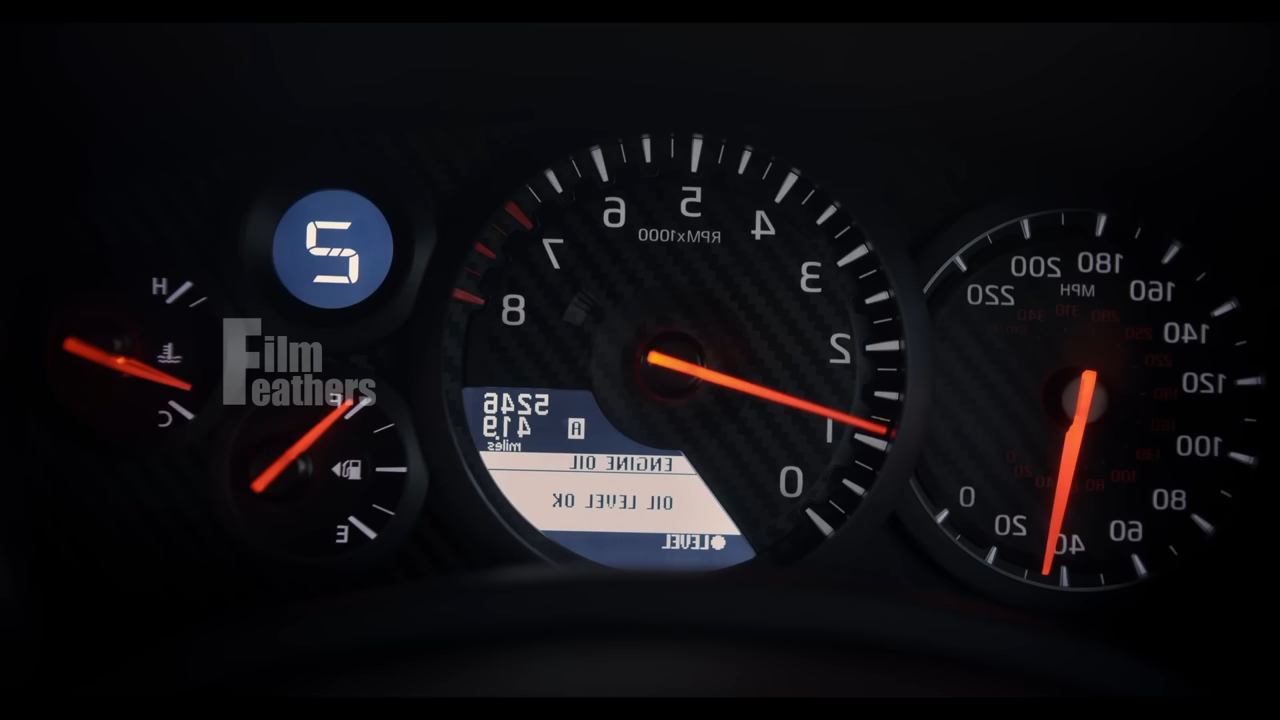 2
H
C
Film
Feathers
F
E
0
1
2
3
4
5
6
7
8
RPMx1000
5246
41.9
A
miles
ENGINE OIL
OIL LEVEL OK
LEVEL
0
20
40
60
80
100
120
140
160
180
200
220
MPH